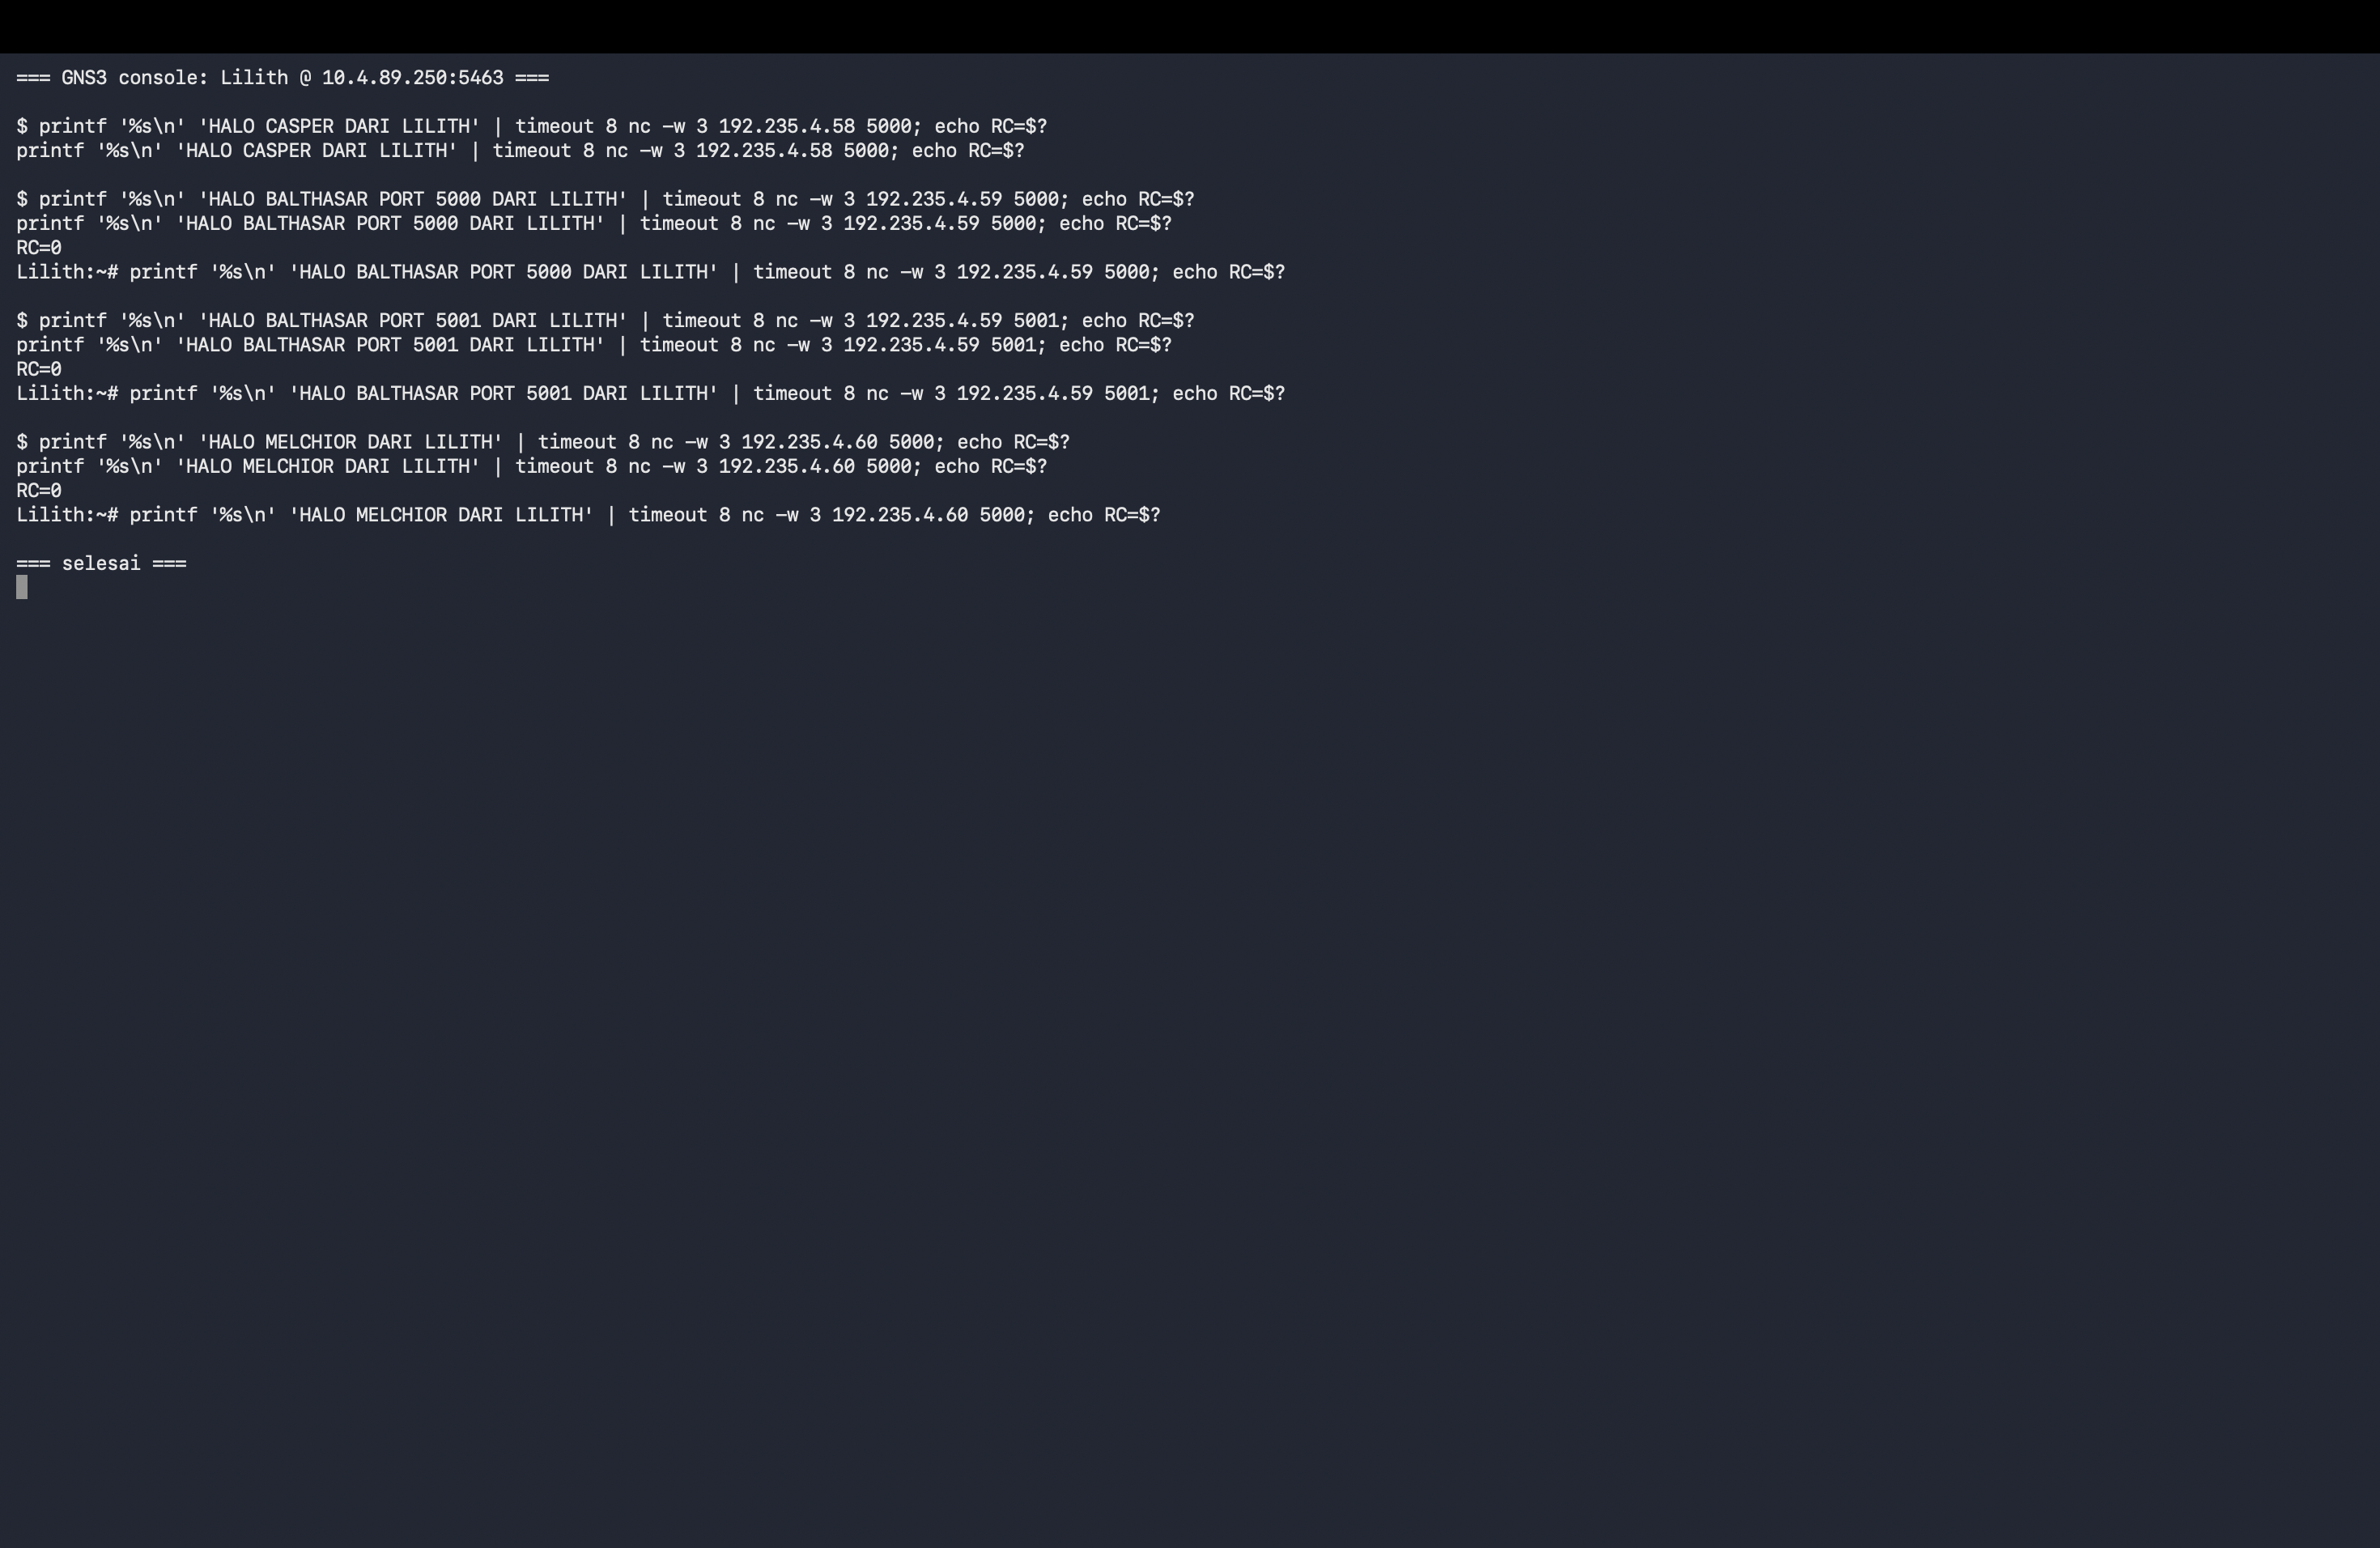 === GNS3 console: Lilith @ 10.4.89.250:5463 ===
$ printf '%s\n' 'HALO CASPER DARI LILITH' | timeout 8 nc -w 3 192.235.4.58 5000; echo RC=$?
printf '%s\n' 'HALO CASPER DARI LILITH' | timeout 8 nc -w 3 192.235.4.58 5000; echo RC=$?
$ printf '%s\n' 'HALO BALTHASAR PORT 5000 DARI LILITH' | timeout 8 nc -w 3 192.235.4.59 5000; echo RC=$?
printf '%s\n' 'HALO BALTHASAR PORT 5000 DARI LILITH' | timeout 8 nc -w 3 192.235.4.59 5000; echo RC=$?
RC=0
Lilith:~# printf '%s\n' 'HALO BALTHASAR PORT 5000 DARI LILITH' | timeout 8 nc -w 3 192.235.4.59 5000; echo RC=$?
$ printf '%s\n' 'HALO BALTHASAR PORT 5001 DARI LILITH' | timeout 8 nc -w 3 192.235.4.59 5001; echo RC=$?
printf '%s\n' 'HALO BALTHASAR PORT 5001 DARI LILITH' | timeout 8 nc -w 3 192.235.4.59 5001; echo RC=$?
RC=0
Lilith:~# printf '%s\n' 'HALO BALTHASAR PORT 5001 DARI LILITH' | timeout 8 nc -w 3 192.235.4.59 5001; echo RC=$?
$ printf '%s\n' 'HALO MELCHIOR DARI LILITH' | timeout 8 nc -w 3 192.235.4.60 5000; echo RC=$?
printf '%s\n' 'HALO MELCHIOR DARI LILITH' | timeout 8 nc -w 3 192.235.4.60 5000; echo RC=$?
RC=0
Lilith:~# printf '%s\n' 'HALO MELCHIOR DARI LILITH' | timeout 8 nc -w 3 192.235.4.60 5000; echo RC=$?
=== selesai ===